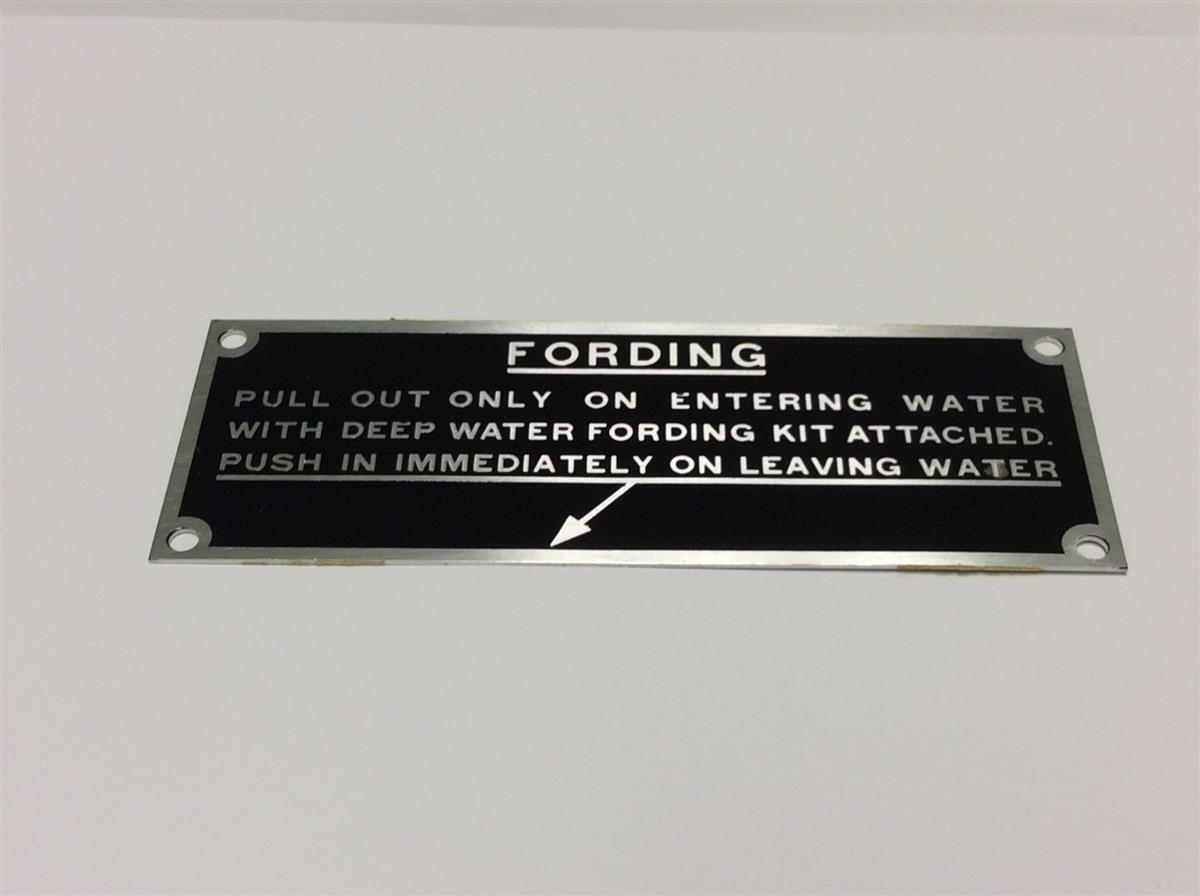 FORDING
PULL OUT ONLY ON ENTERING WATER
WITH DEEP WATER FORDING KIT ATTACHED.
PUSH IN IMMEDIATELY ON LEAVING WATER